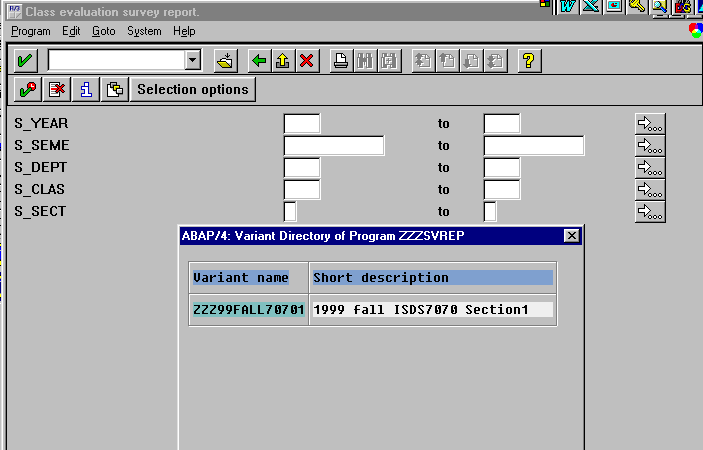 Class evaluation survey report.
Program Edit Goto System Help
Selection options
S_YEAR to
S_SEME to
S_DEPT to
S_CLAS to
S_SECT to
ABAP/4: Variant Directory of Program ZZZSVREP
Variant name Short description
ZZZ99FALL70701 1999 fall ISDS7070 Section1